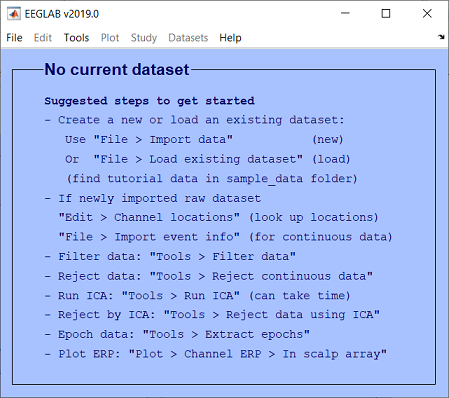 EEGLAB v2019.0
File Edit Tools Plot Study Datasets Help
No current dataset
Suggested steps to get started
- Create a new or load an existing dataset:
Use "File > Import data" (new)
Or "File > Load existing dataset" (load)
(find tutorial data in sample_data folder)
- If newly imported raw dataset
"Edit > Channel locations" (look up locations)
"File > Import event info" (for continuous data)
- Filter data: "Tools > Filter data"
- Reject data: "Tools > Reject continuous data"
- Run ICA: "Tools > Run ICA" (can take time)
- Reject by ICA: "Tools > Reject data using ICA"
- Epoch data: "Tools > Extract epochs"
- Plot ERP: "Plot > Channel ERP > In scalp array"